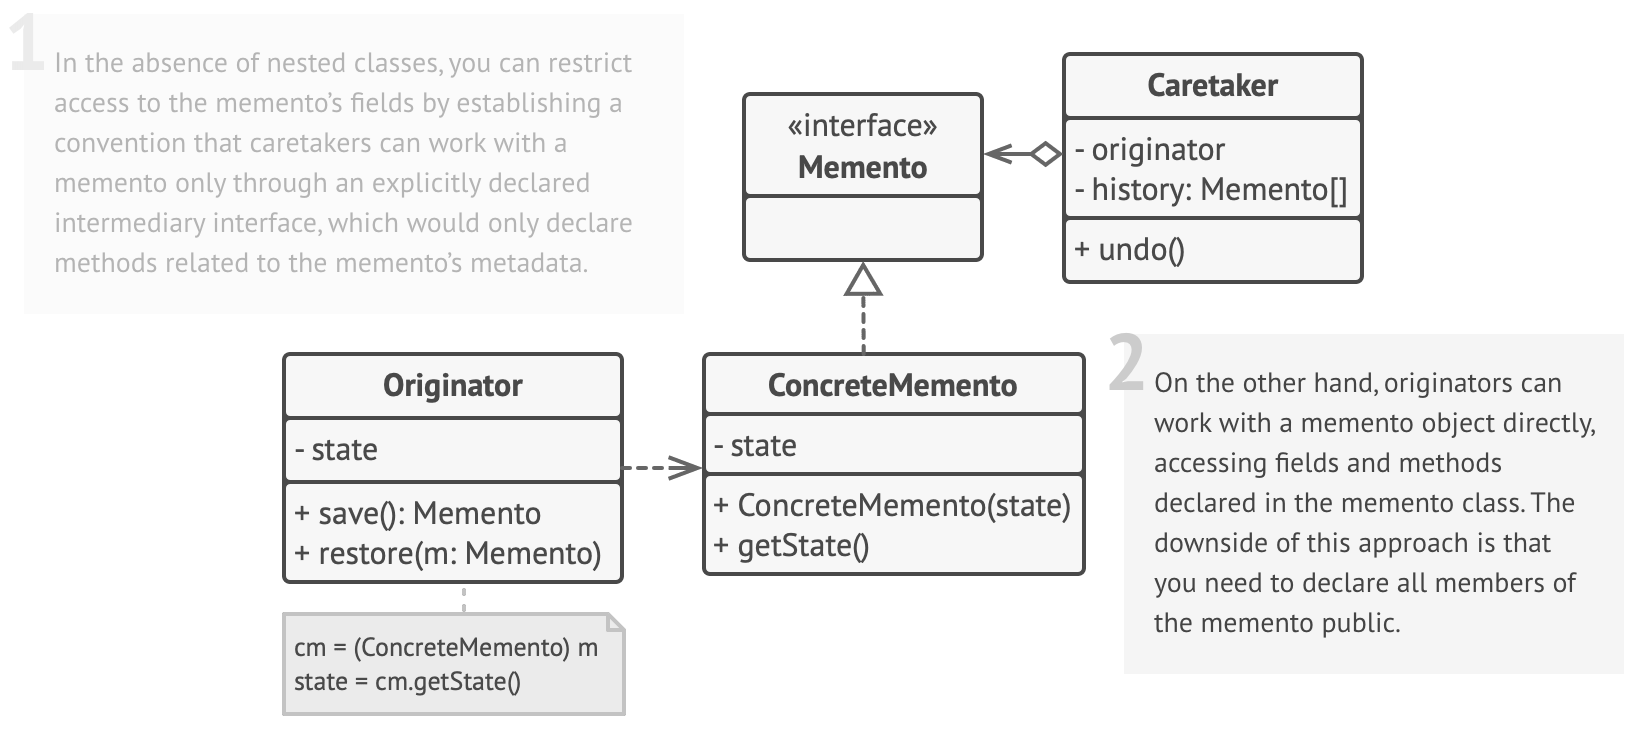 1
In the absence of nested classes, you can restrict
access to the memento’s fields by establishing a
convention that caretakers can work with a
memento only through an explicitly declared
intermediary interface, which would only declare
methods related to the memento’s metadata.
«interface»
Memento
Caretaker
- originator
- history: Memento[]
+ undo()
Originator
- state
+ save(): Memento
+ restore(m: Memento)
cm = (ConcreteMemento) m
state = cm.getState()
ConcreteMemento
- state
+ ConcreteMemento(state)
+ getState()
2
On the other hand, originators can
work with a memento object directly,
accessing fields and methods
declared in the memento class. The
downside of this approach is that
you need to declare all members of
the memento public.